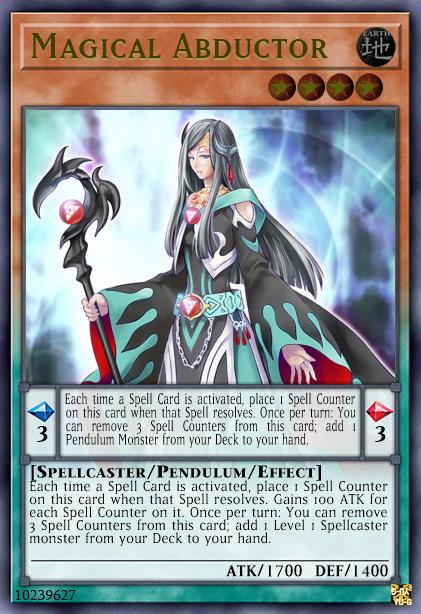 Magical Abductor
EARTH
地
Each time a Spell Card is activated, place 1 Spell Counter
on this card when that Spell resolves. Once per turn: You
can remove 3 Spell Counters from this card; add 1
Pendulum Monster from your Deck to your hand.
3
3
[Spellcaster/Pendulum/Effect]
Each time a Spell Card is activated, place 1 Spell Counter
on this card when that Spell resolves. Gains 100 ATK for
each Spell Counter on it. Once per turn: You can remove
3 Spell Counters from this card; add 1 Level 1 Spellcaster
monster from your Deck to your hand.
ATK/1700 DEF/1400
10239627